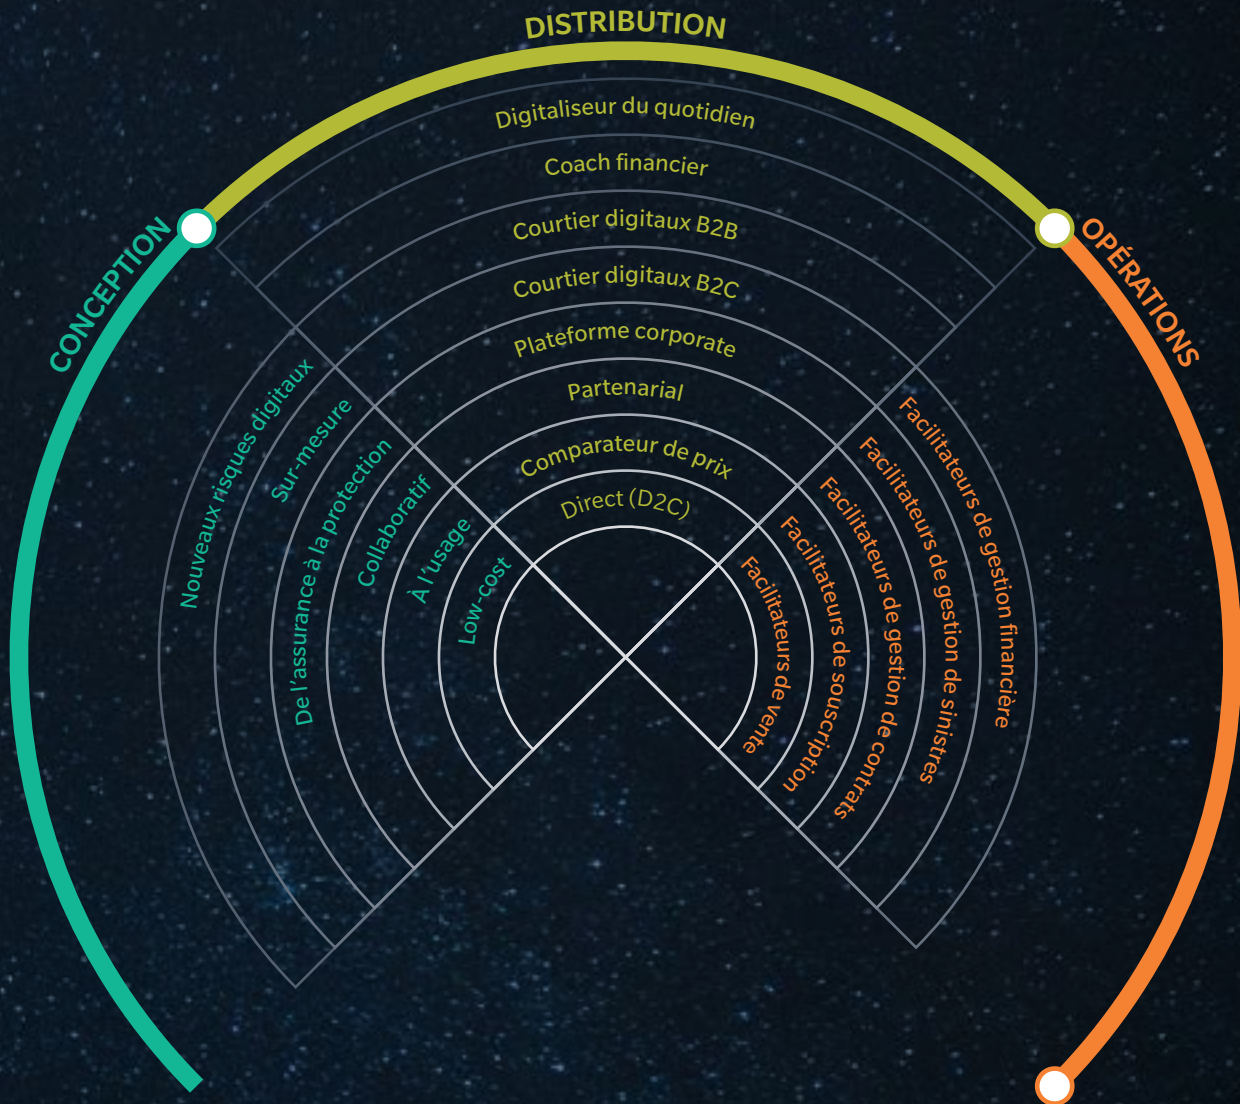 DISTRIBUTION
Digitaliseur du quotidien
Coach financier
Courtier digitaux B2B
Courtier digitaux B2C
Plateforme corporate
Partenarial
Comparateur de prix
Direct (D2C)
CONCEPTION
Nouveaux risques digitaux
Sur-mesure
De l'assurance à la protection
Collaboratif
À l'usage
Low-cost
OPÉRATIONS
Facilitateurs de gestion financière
Facilitateurs de gestion de sinistres
Facilitateurs de gestion de contrats
Facilitateurs de souscription
Facilitateurs de vente